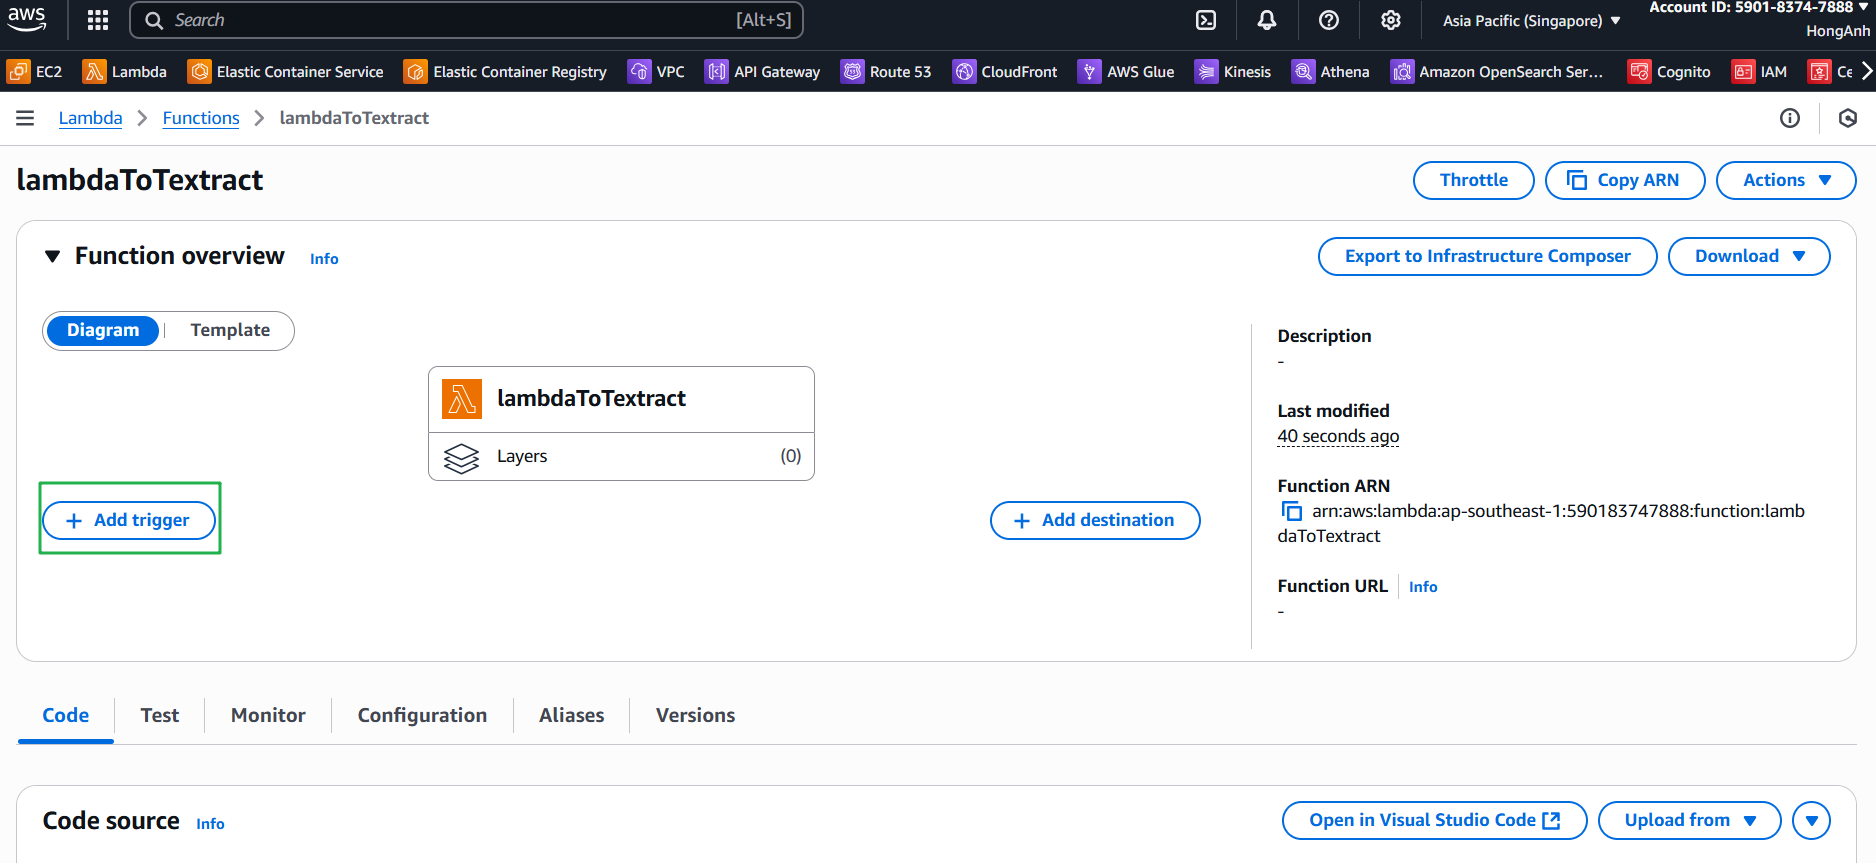 aws
Search [Alt+S]
Asia Pacific (Singapore)
Account ID: 5901-8374-7888
HongAnh
EC2 Lambda Elastic Container Service Elastic Container Registry VPC API Gateway Route 53 CloudFront AWS Glue Kinesis Athena Amazon OpenSearch Ser... Cognito IAM Ce
Lambda Functions lambdaToTextract
lambdaToTextract
Throttle Copy ARN Actions
Function overview Info
Export to Infrastructure Composer Download
Diagram Template
lambdaToTextract
Layers (0)
+ Add trigger
+ Add destination
Description
-
Last modified
40 seconds ago
Function ARN
arn:aws:lambda:ap-southeast-1:590183747888:function:lamb
daToTextract
Function URL Info
-
Code Test Monitor Configuration Aliases Versions
Code source Info
Open in Visual Studio Code Upload from